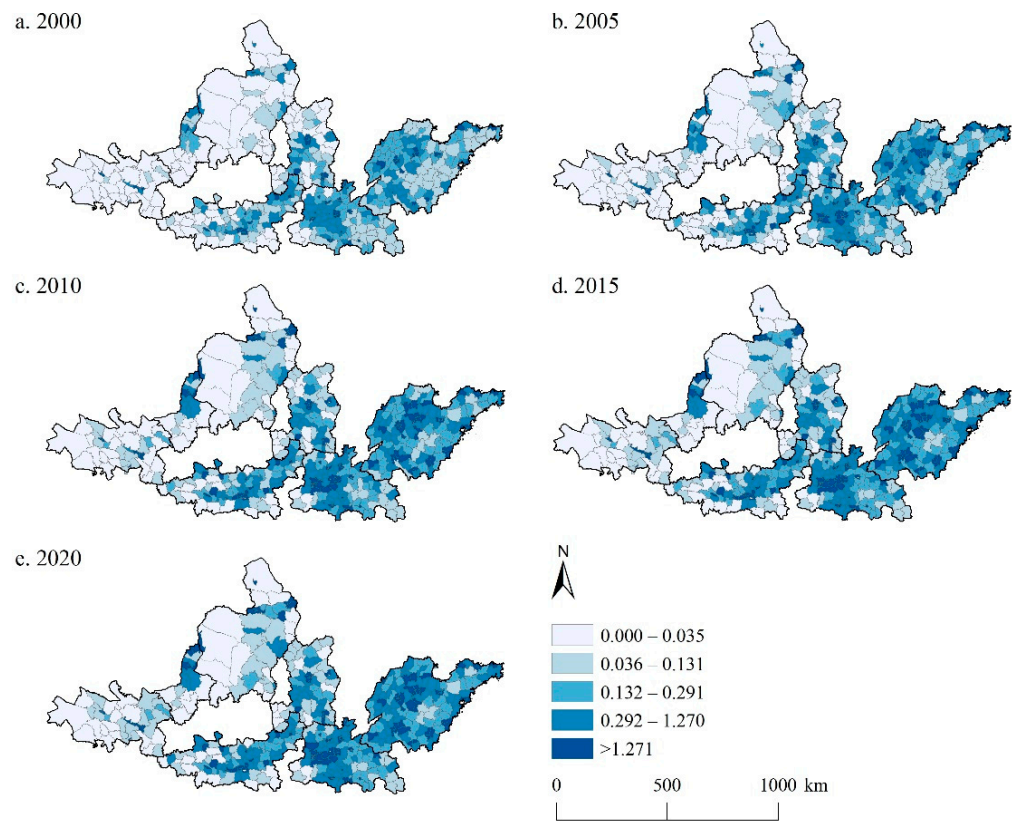 a. 2000
b. 2005
c. 2010
d. 2015
e. 2020
N
0.000 – 0.035
0.036 – 0.131
0.132 – 0.291
0.292 – 1.270
>1.271
0 500 1000 km